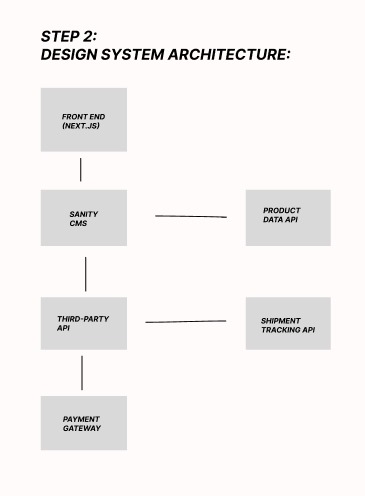 STEP 2:
DESIGN SYSTEM ARCHITECTURE:
FRONT END
(NEXT.JS)
SANITY
CMS
PRODUCT
DATA API
THIRD-PARTY
API
SHIPMENT
TRACKING API
PAYMENT
GATEWAY